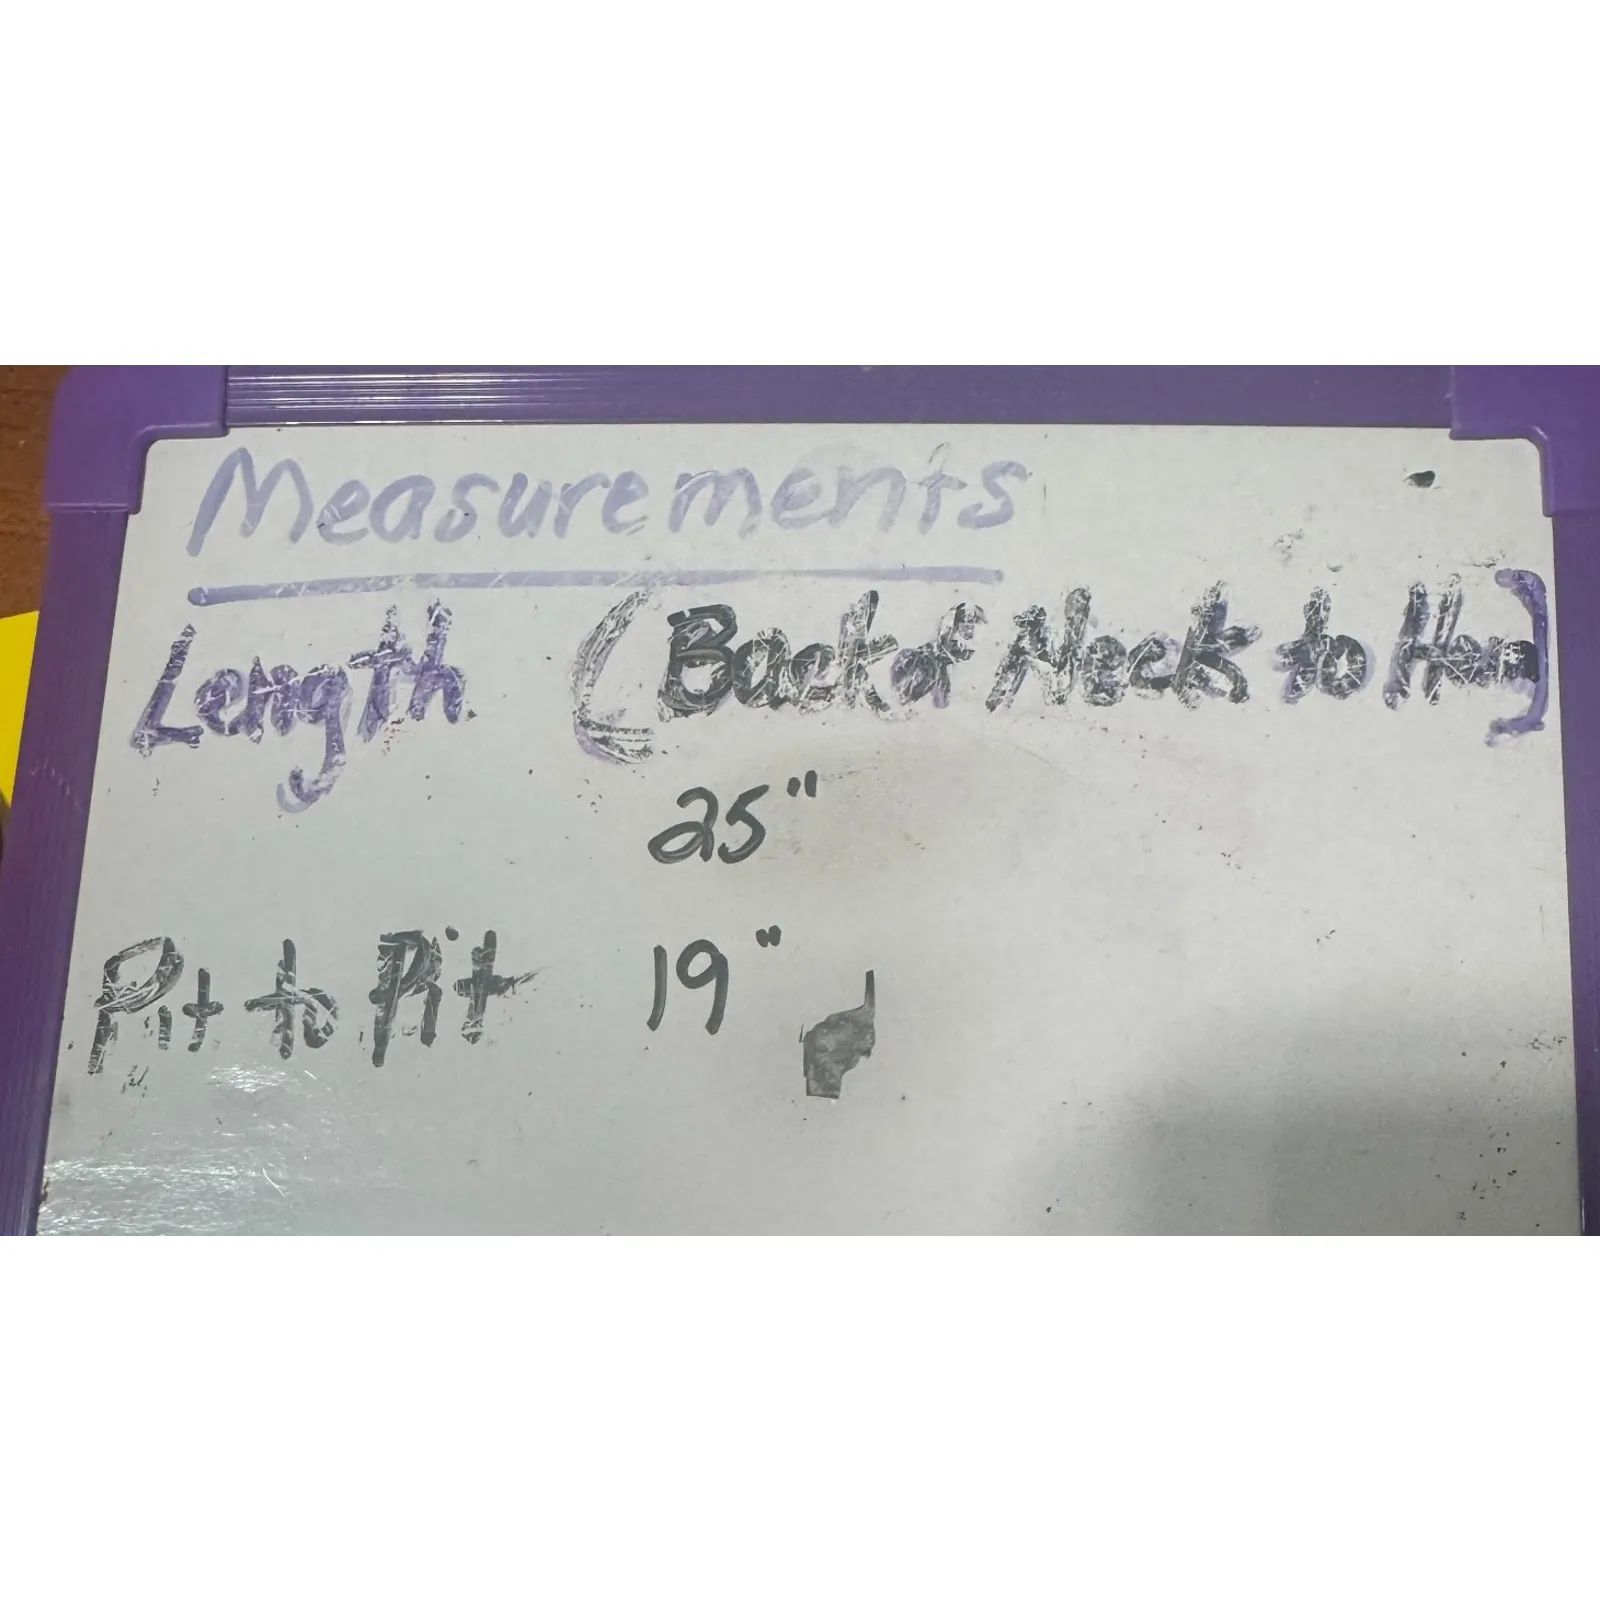 Measurements
Length (Back of Neck to Hem)
25"
Pit to Pit 19"